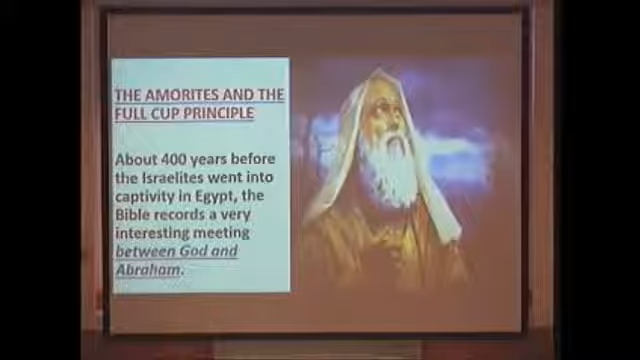 THE AMORITES AND THE
FULL CUP PRINCIPLE
About 400 years before
the Israelites went into
captivity in Egypt, the
Bible records a very
interesting meeting
between God and
Abraham.